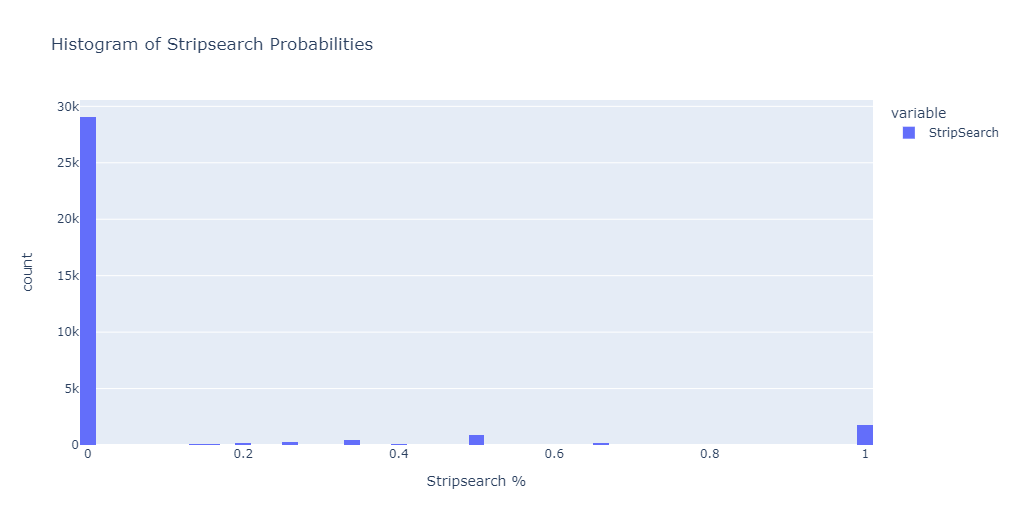 Histogram of Stripsearch Probabilities
30k
25k
20k
15k
10k
5k
0
count
0 0.2 0.4 0.6 0.8 1
Stripsearch %
variable
StripSearch